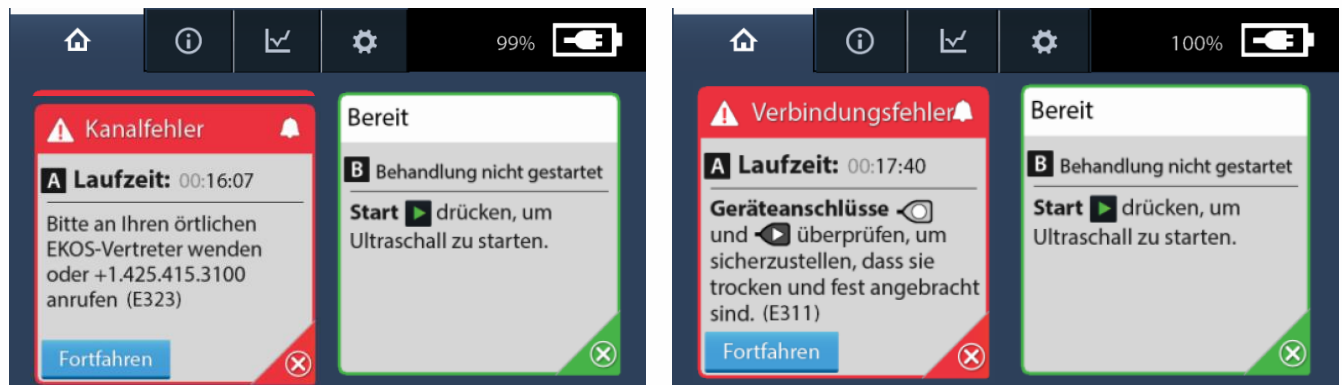 99%
Kanalfehler
A Laufzeit: 00:16:07
Bitte an Ihren örtlichen
EKOS-Vertreter wenden
oder +1.425.415.3100
anrufen (E323)
Fortfahren
Bereit
B Behandlung nicht gestartet
Start drücken, um
Ultraschall zu starten.
100%
Verbindungsfehler
A Laufzeit: 00:17:40
Geräteanschlüsse
und überprüfen, um
sicherzustellen, dass sie
trocken und fest angebracht
sind. (E311)
Fortfahren
Bereit
B Behandlung nicht gestartet
Start drücken, um
Ultraschall zu starten.